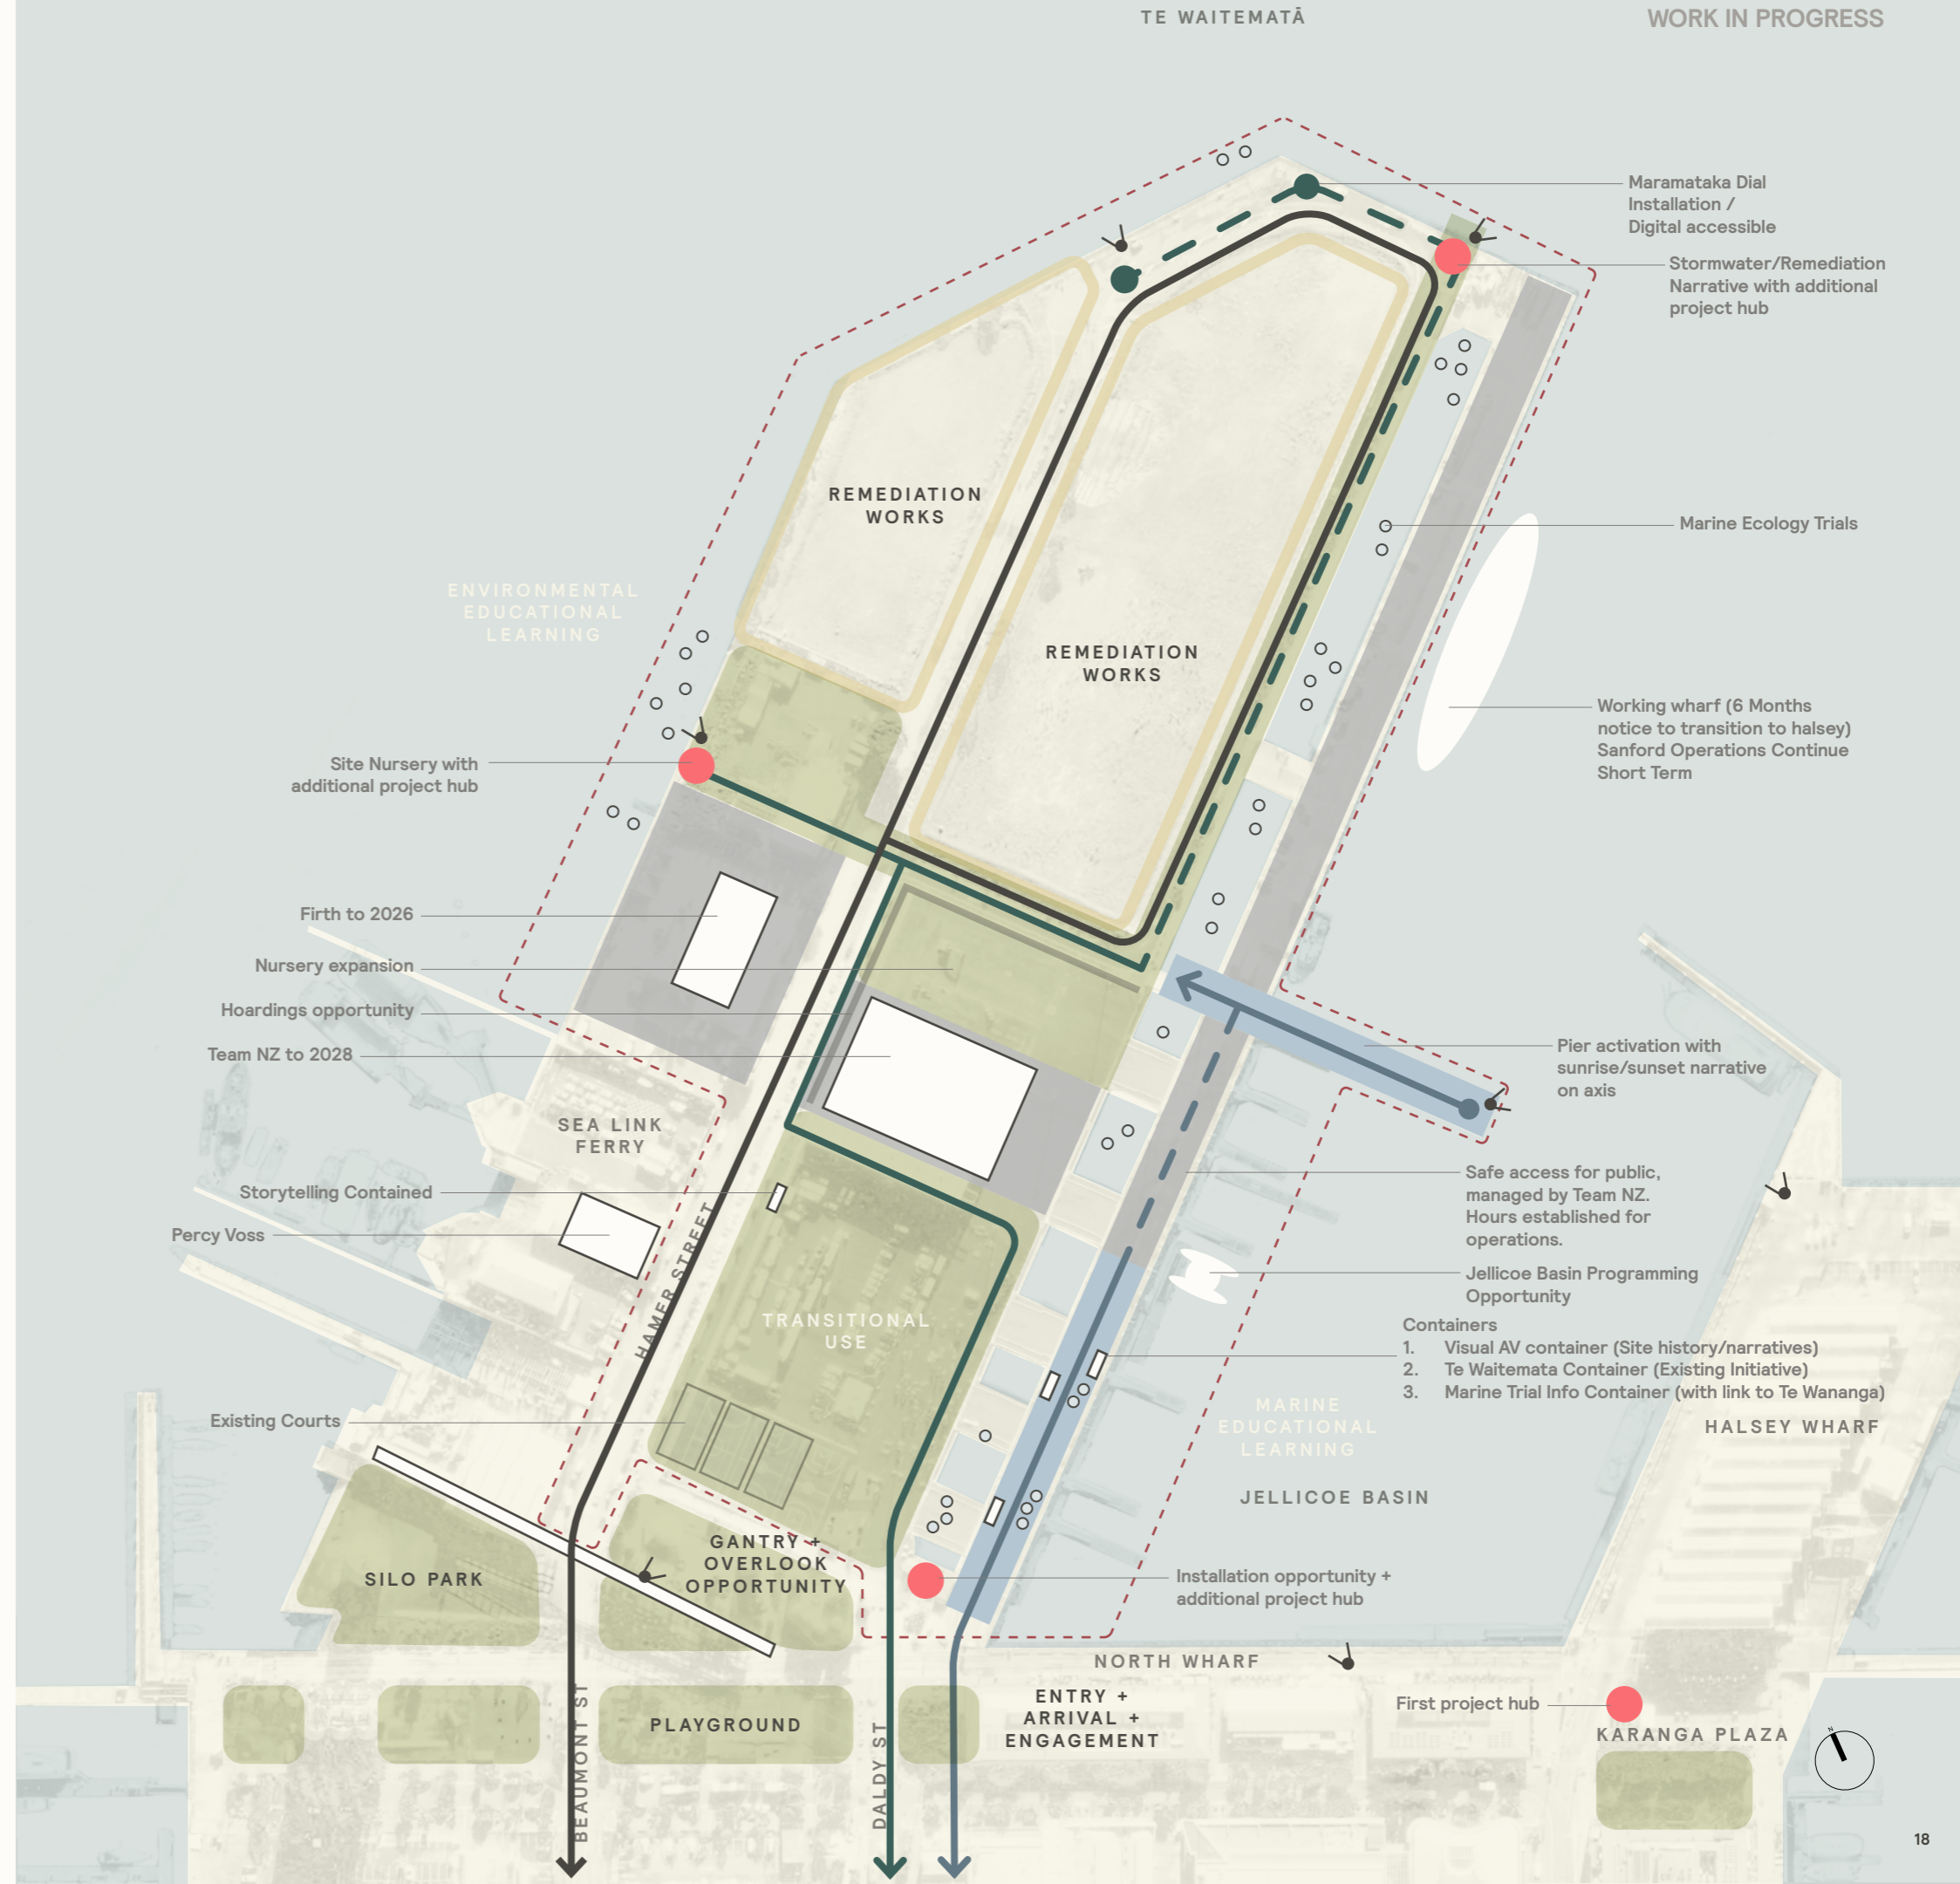 TE WAITEMATĀ
WORK IN PROGRESS
Maramataka Dial
Installation /
Digital accessible
Stormwater/Remediation
Narrative with additional
project hub
REMEDIATION
WORKS
Marine Ecology Trials
ENVIRONMENTAL
EDUCATIONAL
LEARNING
REMEDIATION
WORKS
Working wharf (6 Months
notice to transition to halsey)
Sanford Operations Continue
Short Term
Site Nursery with
additional project hub
Firth to 2026
Nursery expansion
Hoardings opportunity
Team NZ to 2028
Pier activation with
sunrise/sunset narrative
on axis
SEA LINK
FERRY
Storytelling Contained
Percy Voss
HAMER STREET
Safe access for public,
managed by Team NZ.
Hours established for
operations.
Jellicoe Basin Programming
Opportunity
TRANSITIONAL
USE
Containers
1. Visual AV container (Site history/narratives)
2. Te Waitemata Container (Existing Initiative)
3. Marine Trial Info Container (with link to Te Wananga)
Existing Courts
MARINE
EDUCATIONAL
LEARNING
HALSEY WHARF
JELLICOE BASIN
GANTRY +
OVERLOOK
OPPORTUNITY
SILO PARK
Installation opportunity +
additional project hub
NORTH WHARF
ENTRY +
ARRIVAL +
ENGAGEMENT
First project hub
KARANGA PLAZA
PLAYGROUND
BEAUMONT ST
DALDY ST
N
18